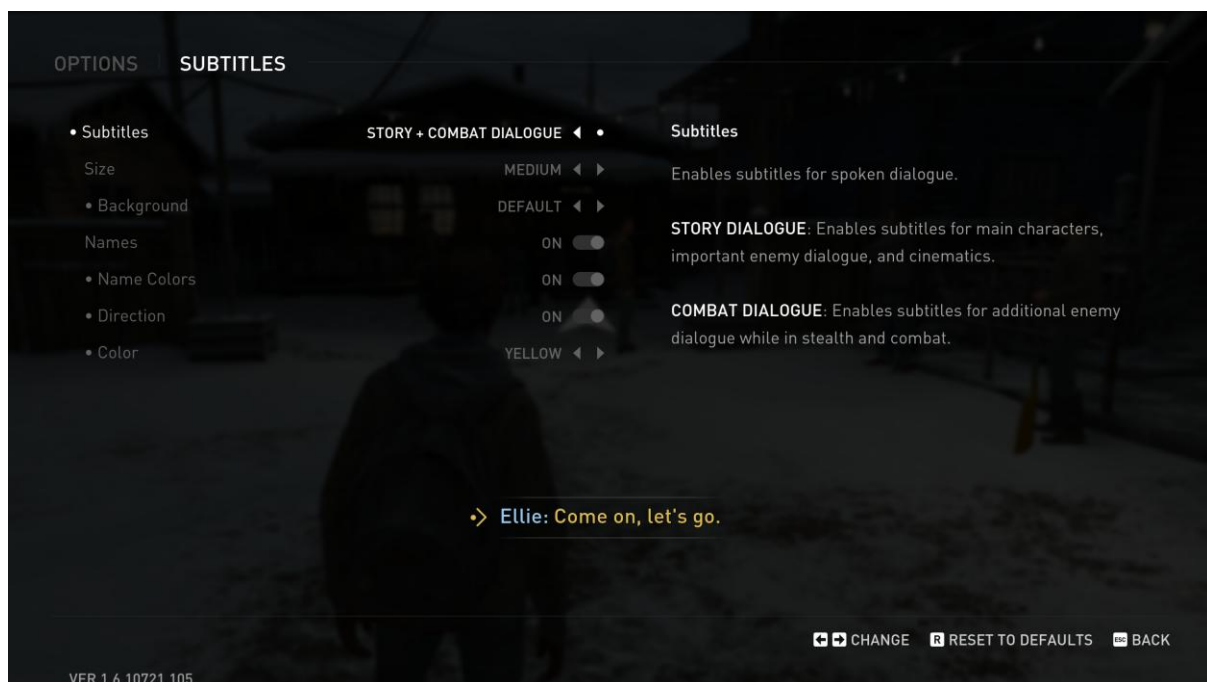 OPTIONS SUBTITLES
• Subtitles STORY + COMBAT DIALOGUE
Size MEDIUM
• Background DEFAULT
Names ON
• Name Colors ON
• Direction ON
• Color YELLOW
Subtitles
Enables subtitles for spoken dialogue.
STORY DIALOGUE: Enables subtitles for main characters,
important enemy dialogue, and cinematics.
COMBAT DIALOGUE: Enables subtitles for additional enemy
dialogue while in stealth and combat.
Ellie: Come on, let's go.
CHANGE R RESET TO DEFAULTS ESC BACK
VER 1.6.10721.105